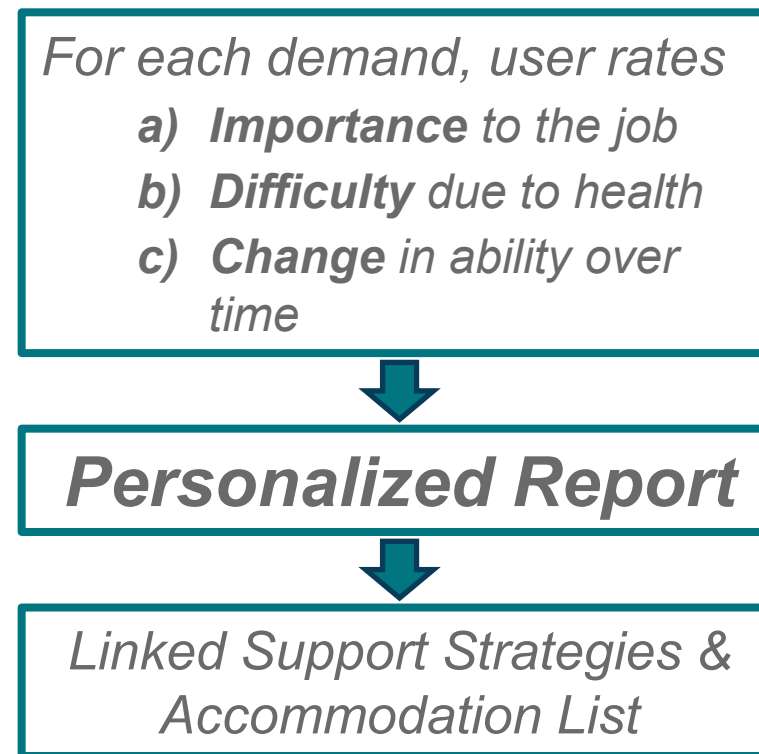 For each demand, user rates
a) Importance to the job
b) Difficulty due to health
c) Change in ability over
time
Personalized Report
Linked Support Strategies &
Accommodation List